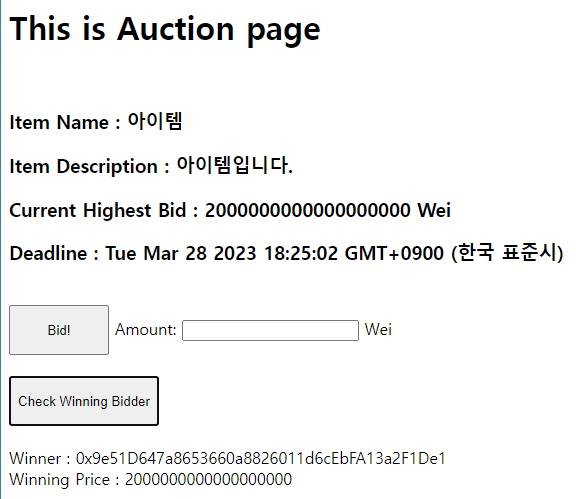 This is Auction page
Item Name : 아이템
Item Description : 아이템입니다.
Current Highest Bid : 2000000000000000000 Wei
Deadline : Tue Mar 28 2023 18:25:02 GMT+0900 (한국 표준시)
Bid! Amount: Wei
Check Winning Bidder
Winner : 0x9e51D647a8653660a8826011d6cEbFA13a2F1De1
Winning Price : 2000000000000000000